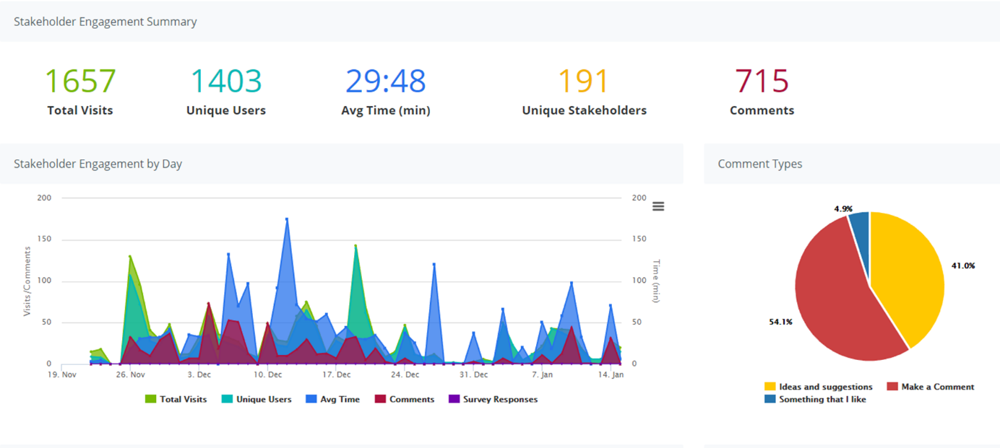 Stakeholder Engagement Summary
1657 1403 29:48 191 715
Total Visits Unique Users Avg Time (min) Unique Stakeholders Comments
Stakeholder Engagement by Day
Visits/Comments
200
150
100
50
0
200
150
100
50
0
Time (min)
19. Nov 26. Nov 3. Dec 10. Dec 17. Dec 24. Dec 31. Dec 7. Jan 14. Jan
Total Visits Unique Users Avg Time Comments Survey Responses
Comment Types
4.9%
41.0%
54.1%
Ideas and suggestions Make a Comment
Something that I like